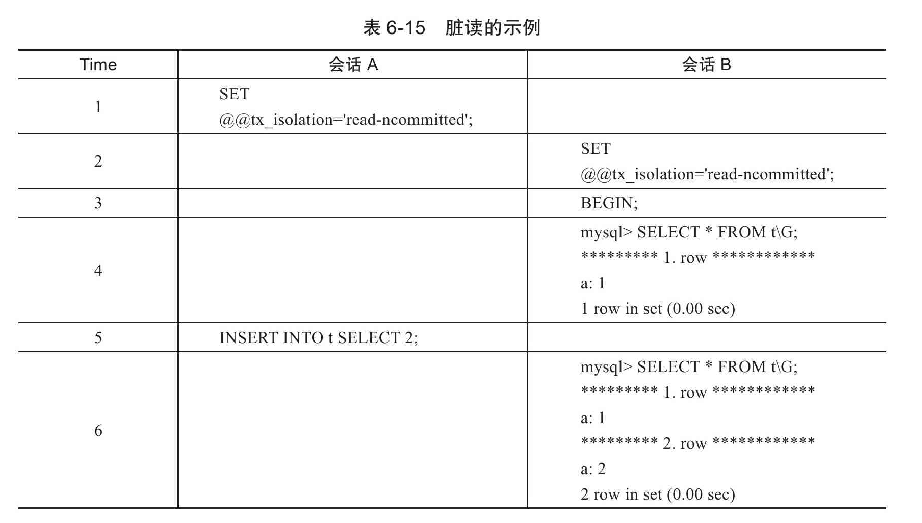 表 6-15 脏读的示例
Time 会话 A 会话 B
1
SET
@@tx_isolation='read-ncommitted';
2
SET
@@tx_isolation='read-ncommitted';
3
BEGIN;
4
mysql> SELECT * FROM t\G;
********* 1. row ************
a: 1
1 row in set (0.00 sec)
5
INSERT INTO t SELECT 2;
6
mysql> SELECT * FROM t\G;
********* 1. row ************
a: 1
********* 2. row ************
a: 2
2 row in set (0.00 sec)